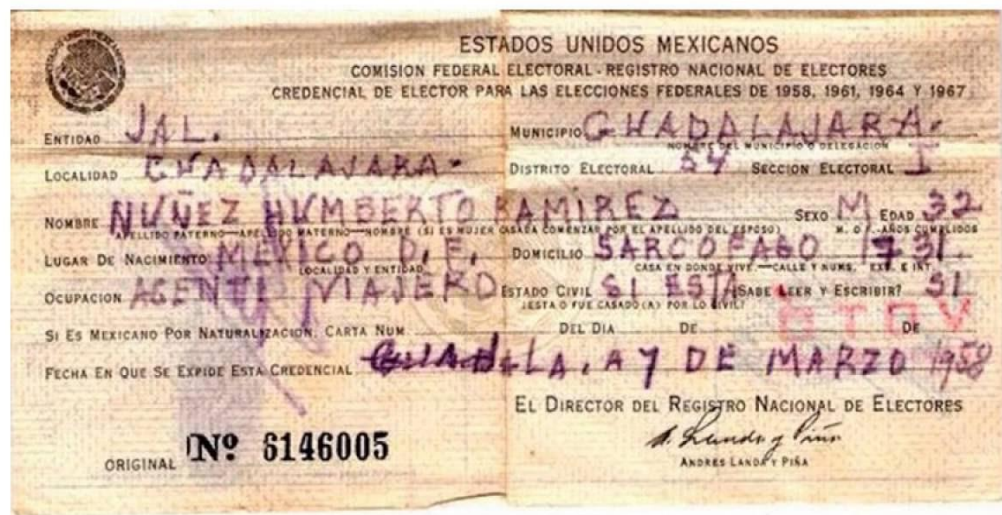 ESTADOS UNIDOS MEXICANOS
COMISION FEDERAL ELECTORAL - REGISTRO NACIONAL DE ELECTORES
CREDENCIAL DE ELECTOR PARA LAS ELECCIONES FEDERALES DE 1958, 1961, 1964 Y 1967
ENTIDAD JAL. MUNICIPIO GUADALAJARA.
NOMBRE DEL MUNICIPIO O DELEGACION
LOCALIDAD GUADALAJARA- DISTRITO ELECTORAL 54 SECCION ELECTORAL I
NOMBRE NUÑEZ HUMBERTO RAMIREZ SEXO M EDAD 32
APELLIDO PATERNO—APELLIDO MATERNO—NOMBRE (SI ES MUJER CASADA COMENZAR POR EL APELLIDO DEL ESPOSO) M. O F.-AÑOS CUMPLIDOS
LUGAR DE NACIMIENTO MEXICO D.F. DOMICILIO SARCOFAGO 1731
LOCALIDAD Y ENTIDAD CASA EN DONDE VIVE.—CALLE Y NUMS. EXT. E INT.
OCUPACION AGENTE VIAJERO ESTADO CIVIL SI ESTA ¿SABE LEER Y ESCRIBIR? SI
¿ESTA O FUE CASADO(A) POR LO CIVIL?
SI ES MEXICANO POR NATURALIZACION. CARTA NUM DEL DIA DE DE
VOTO
FECHA EN QUE SE EXPIDE ESTA CREDENCIAL A 7 DE MARZO 1958
EL DIRECTOR DEL REGISTRO NACIONAL DE ELECTORES
ORIGINAL Nº 6146005
ANDRES LANDA Y PIÑA